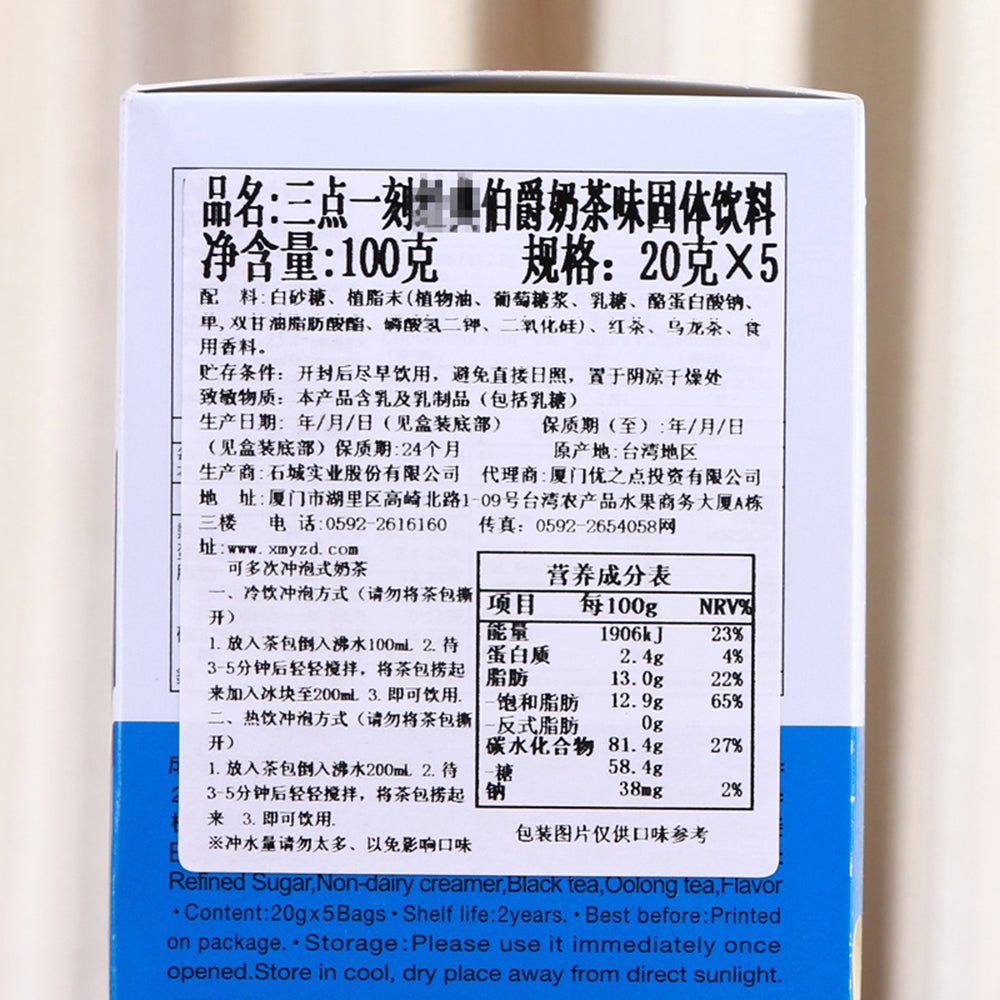 品名:三点一刻伯爵奶茶味固体饮料
净含量:100克 规格：20克×5
配 料:白砂糖、植脂末(植物油、葡萄糖浆、乳糖、酪蛋白酸钠、
单,双甘油脂肪酸酯、磷酸氢二钾、二氧化硅)、红茶、乌龙茶、食
用香料。
贮存条件：开封后尽早饮用，避免直接日照，置于阴凉干燥处
致敏物质：本产品含乳及乳制品（包括乳糖）
生产日期: 年/月/日（见盒装底部） 保质期（至）:年/月/日
（见盒装底部）保质期:24个月 原产地:台湾地区
生产商:石城实业股份有限公司 代理商:厦门优之点投资有限公司
地 址:厦门市湖里区高崎北路1-09号台湾农产品水果商务大厦A栋
三楼 电 话:0592-2616160 传真：0592-2654058网
址:www.xmyzd.com
可多次冲泡式奶茶
一、冷饮冲泡方式（请勿将茶包撕
开）
1.放入茶包倒入沸水100mL 2.待
3-5分钟后轻轻搅拌，将茶包捞起
来加入冰块至200mL 3.即可饮用.
二、热饮冲泡方式（请勿将茶包撕
开）
1.放入茶包倒入沸水200mL 2.待
3-5分钟后轻轻搅拌，将茶包捞起
来 3.即可饮用.
※冲水量请勿太多、以免影响口味
营养成分表
项目 每100g NRV%
能量 1906kJ 23%
蛋白质 2.4g 4%
脂肪 13.0g 22%
-饱和脂肪 12.9g 65%
-反式脂肪 0g
碳水化合物 81.4g 27%
-糖 58.4g
钠 38mg 2%
包装图片仅供口味参考
Refined Sugar,Non-dairy creamer,Black tea,Oolong tea,Flavor
•Content:20gx5Bags•Shelf life:2years.•Best before:Printed
on package.•Storage:Please use it immediately once
opened.Store in cool, dry place away from direct sunlight.